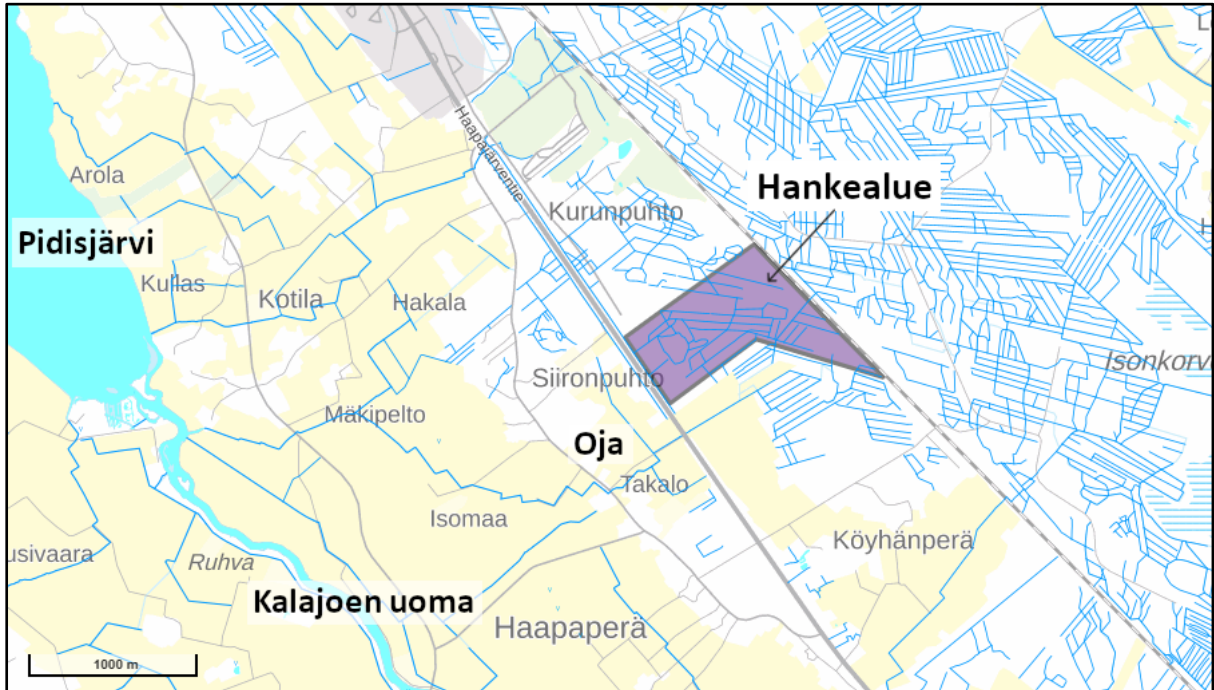 Arola
Haapajärventie
Hankealue
Kurunpuhto
Pidisjärvi
Kullas
Kotila
Hakala
Isonkorv
Siironpuhto
Mäkipelto
Oja
Takalo
Isomaa
Köyhänperä
usivaara
Ruhva
Kalajoen uoma
Haapaperä
1000 m